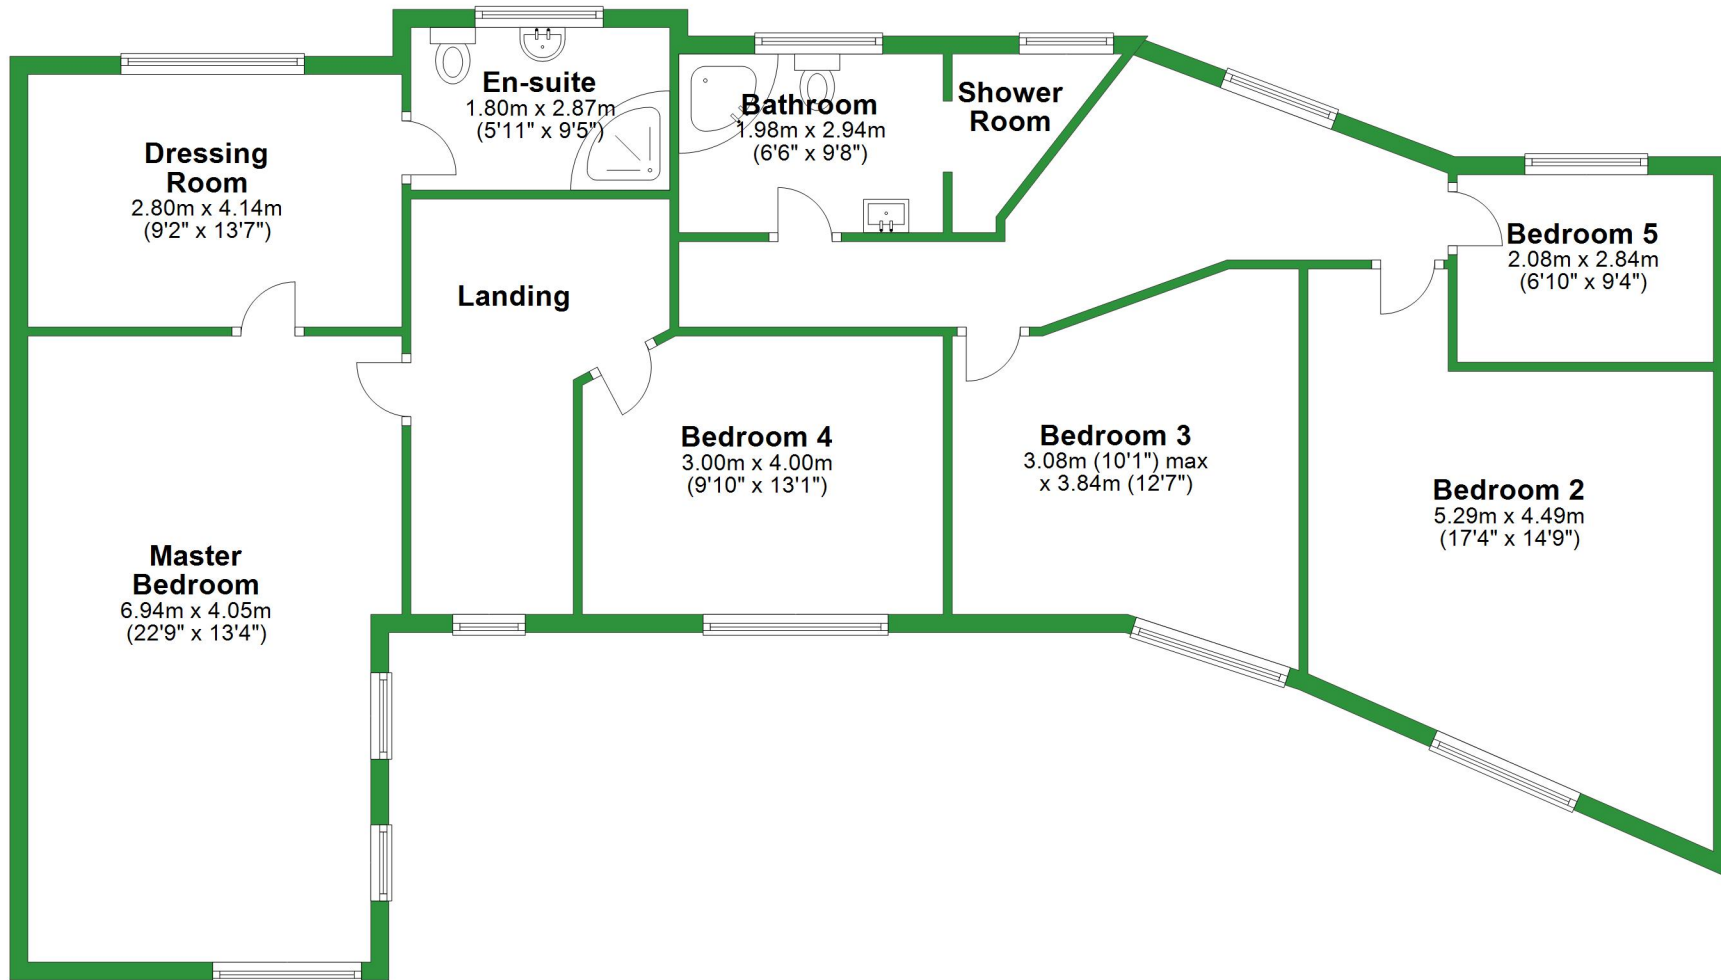 En-suite
1.80m x 2.87m
(5'11" x 9'5")
Bathroom
1.98m x 2.94m
(6'6" x 9'8")
Shower
Room
Dressing
Room
2.80m x 4.14m
(9'2" x 13'7")
Bedroom 5
2.08m x 2.84m
(6'10" x 9'4")
Landing
Bedroom 4
3.00m x 4.00m
(9'10" x 13'1")
Bedroom 3
3.08m (10'1") max
x 3.84m (12'7")
Bedroom 2
5.29m x 4.49m
(17'4" x 14'9")
Master
Bedroom
6.94m x 4.05m
(22'9" x 13'4")